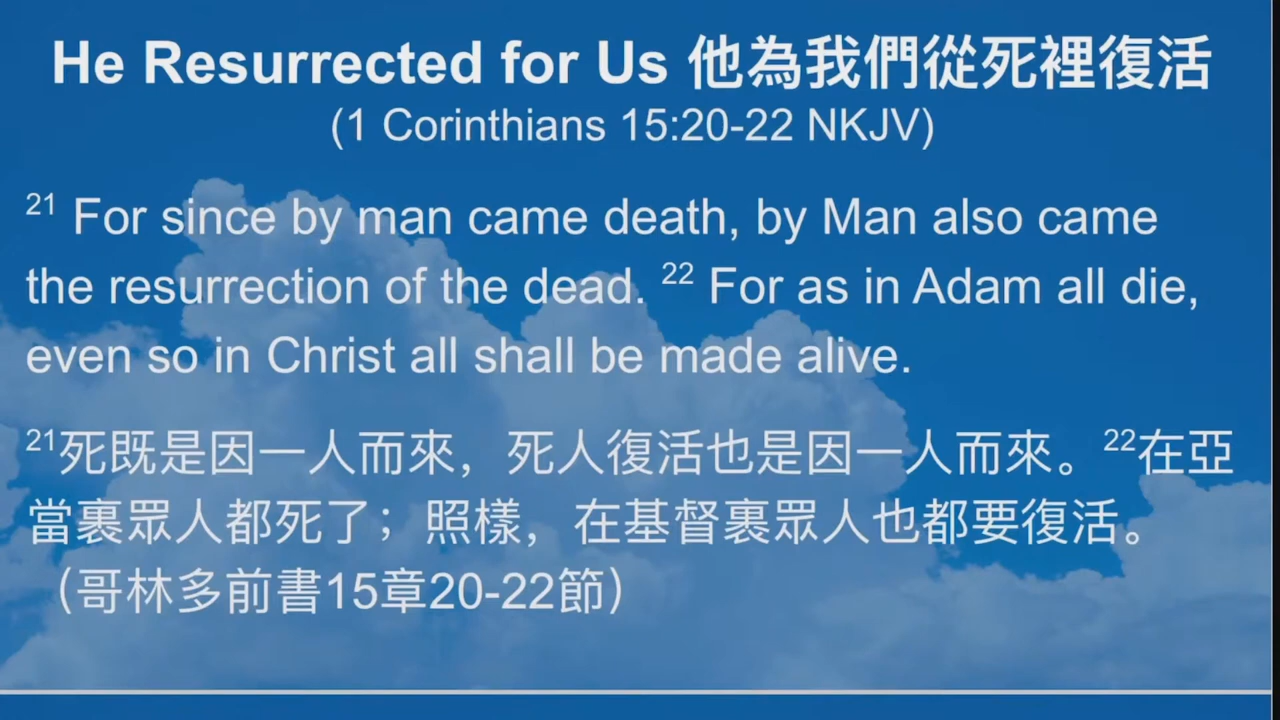 He Resurrected for Us 他為我們從死裡復活
(1 Corinthians 15:20-22 NKJV)
21 For since by man came death, by Man also came
the resurrection of the dead. 22 For as in Adam all die,
even so in Christ all shall be made alive.
21死既是因一人而來，死人復活也是因一人而來。22在亞
當裏眾人都死了；照樣，在基督裏眾人也都要復活。
（哥林多前書15章20-22節）